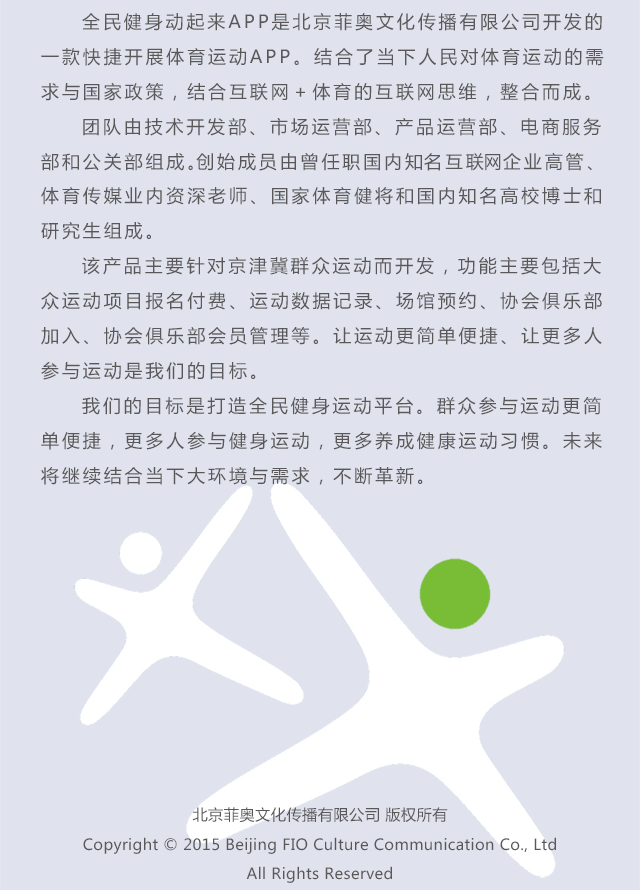 全民健身动起来APP是北京菲奥文化传播有限公司开发的
一款快捷开展体育运动APP。结合了当下人民对体育运动的需
求与国家政策，结合互联网＋体育的互联网思维，整合而成。
团队由技术开发部、市场运营部、产品运营部、电商服务
部和公关部组成。创始成员由曾任职国内知名互联网企业高管、
体育传媒业内资深老师、国家体育健将和国内知名高校博士和
研究生组成。
该产品主要针对京津冀群众运动而开发，功能主要包括大
众运动项目报名付费、运动数据记录、场馆预约、协会俱乐部
加入、协会俱乐部会员管理等。让运动更简单便捷、让更多人
参与运动是我们的目标。
我们的目标是打造全民健身运动平台。群众参与运动更简
单便捷，更多人参与健身运动，更多养成健康运动习惯。未来
将继续结合当下大环境与需求，不断革新。
北京菲奥文化传播有限公司 版权所有
Copyright © 2015 Beijing FIO Culture Communication Co., Ltd
All Rights Reserved